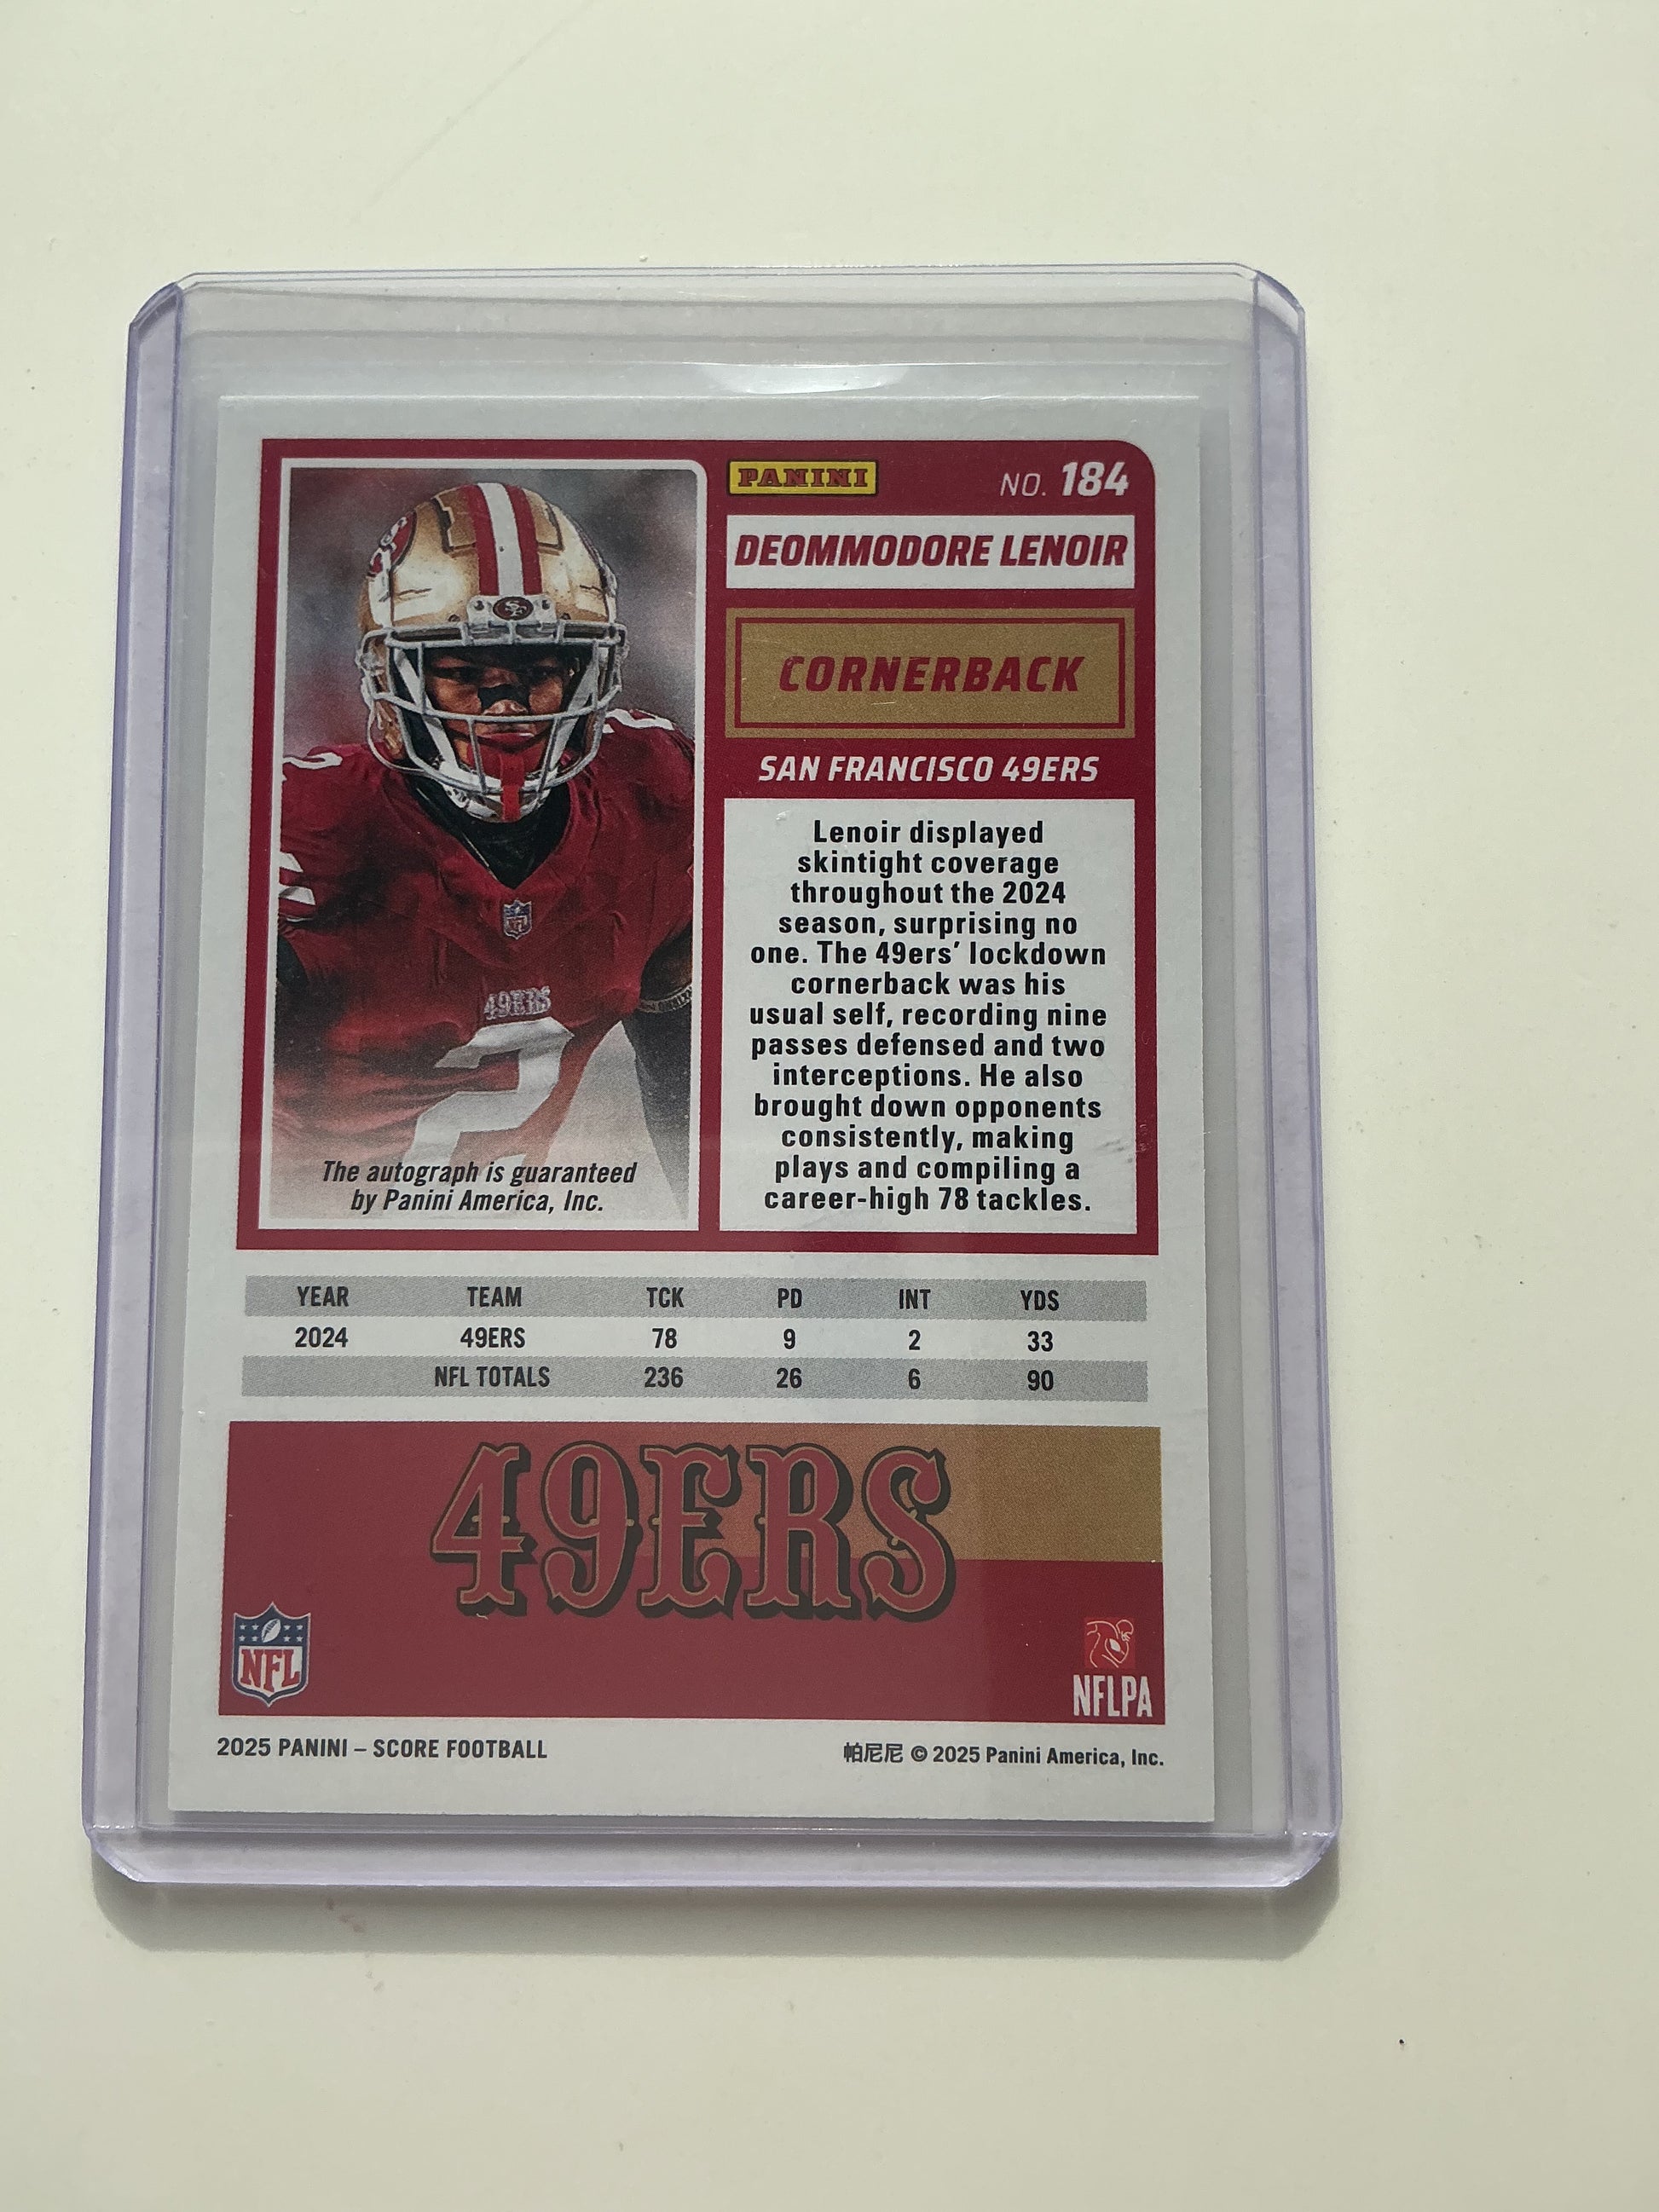 PANINI
NO. 184
DEOMMODORE LENOIR
CORNERBACK
SAN FRANCISCO 49ERS
Lenoir displayed
skintight coverage
throughout the 2024
season, surprising no
one. The 49ers' lockdown
cornerback was his
usual self, recording nine
passes defensed and two
interceptions. He also
brought down opponents
consistently, making
plays and compiling a
career-high 78 tackles.
NFL
49ERS
2
The autograph is guaranteed
by Panini America, Inc.
YEAR TEAM TCK PD INT YDS
2024 49ERS 78 9 2 33
NFL TOTALS 236 26 6 90
49ERS
NFL
NFLPA
2025 PANINI – SCORE FOOTBALL
帕尼尼 © 2025 Panini America, Inc.